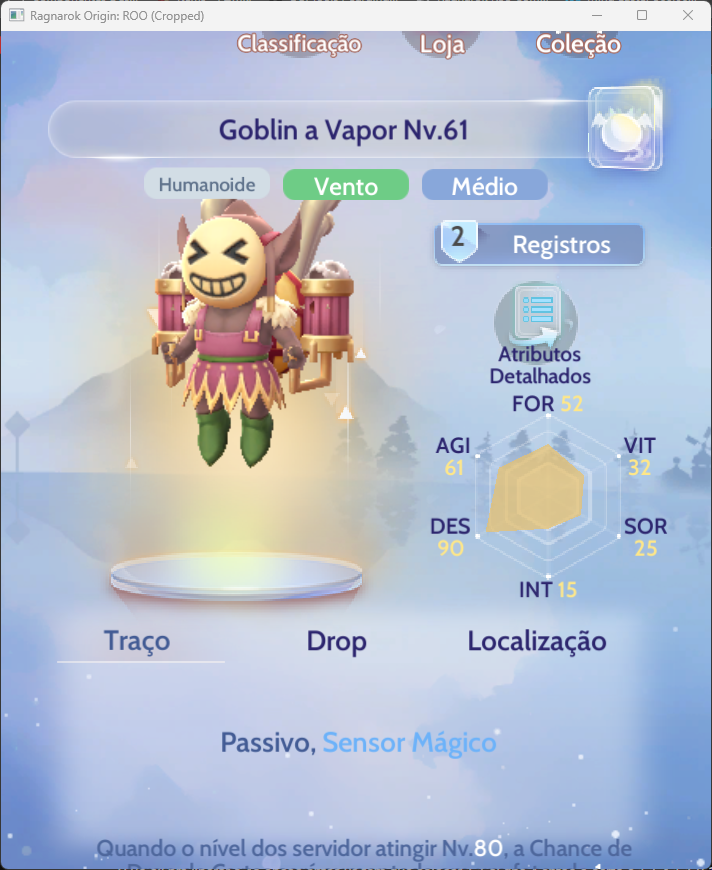 Ragnarok Origin: ROO (Cropped)
Classificação
Loja
Coleção
Goblin a Vapor Nv.61
Humanoide
Vento
Médio
2
Registros
Atributos
Detalhados
FOR 52
AGI
61
VIT
32
DES
90
SOR
25
INT 15
Traço
Drop
Localização
Passivo, Sensor Mágico
Quando o nível dos servidor atingir Nv.80, a Chance de